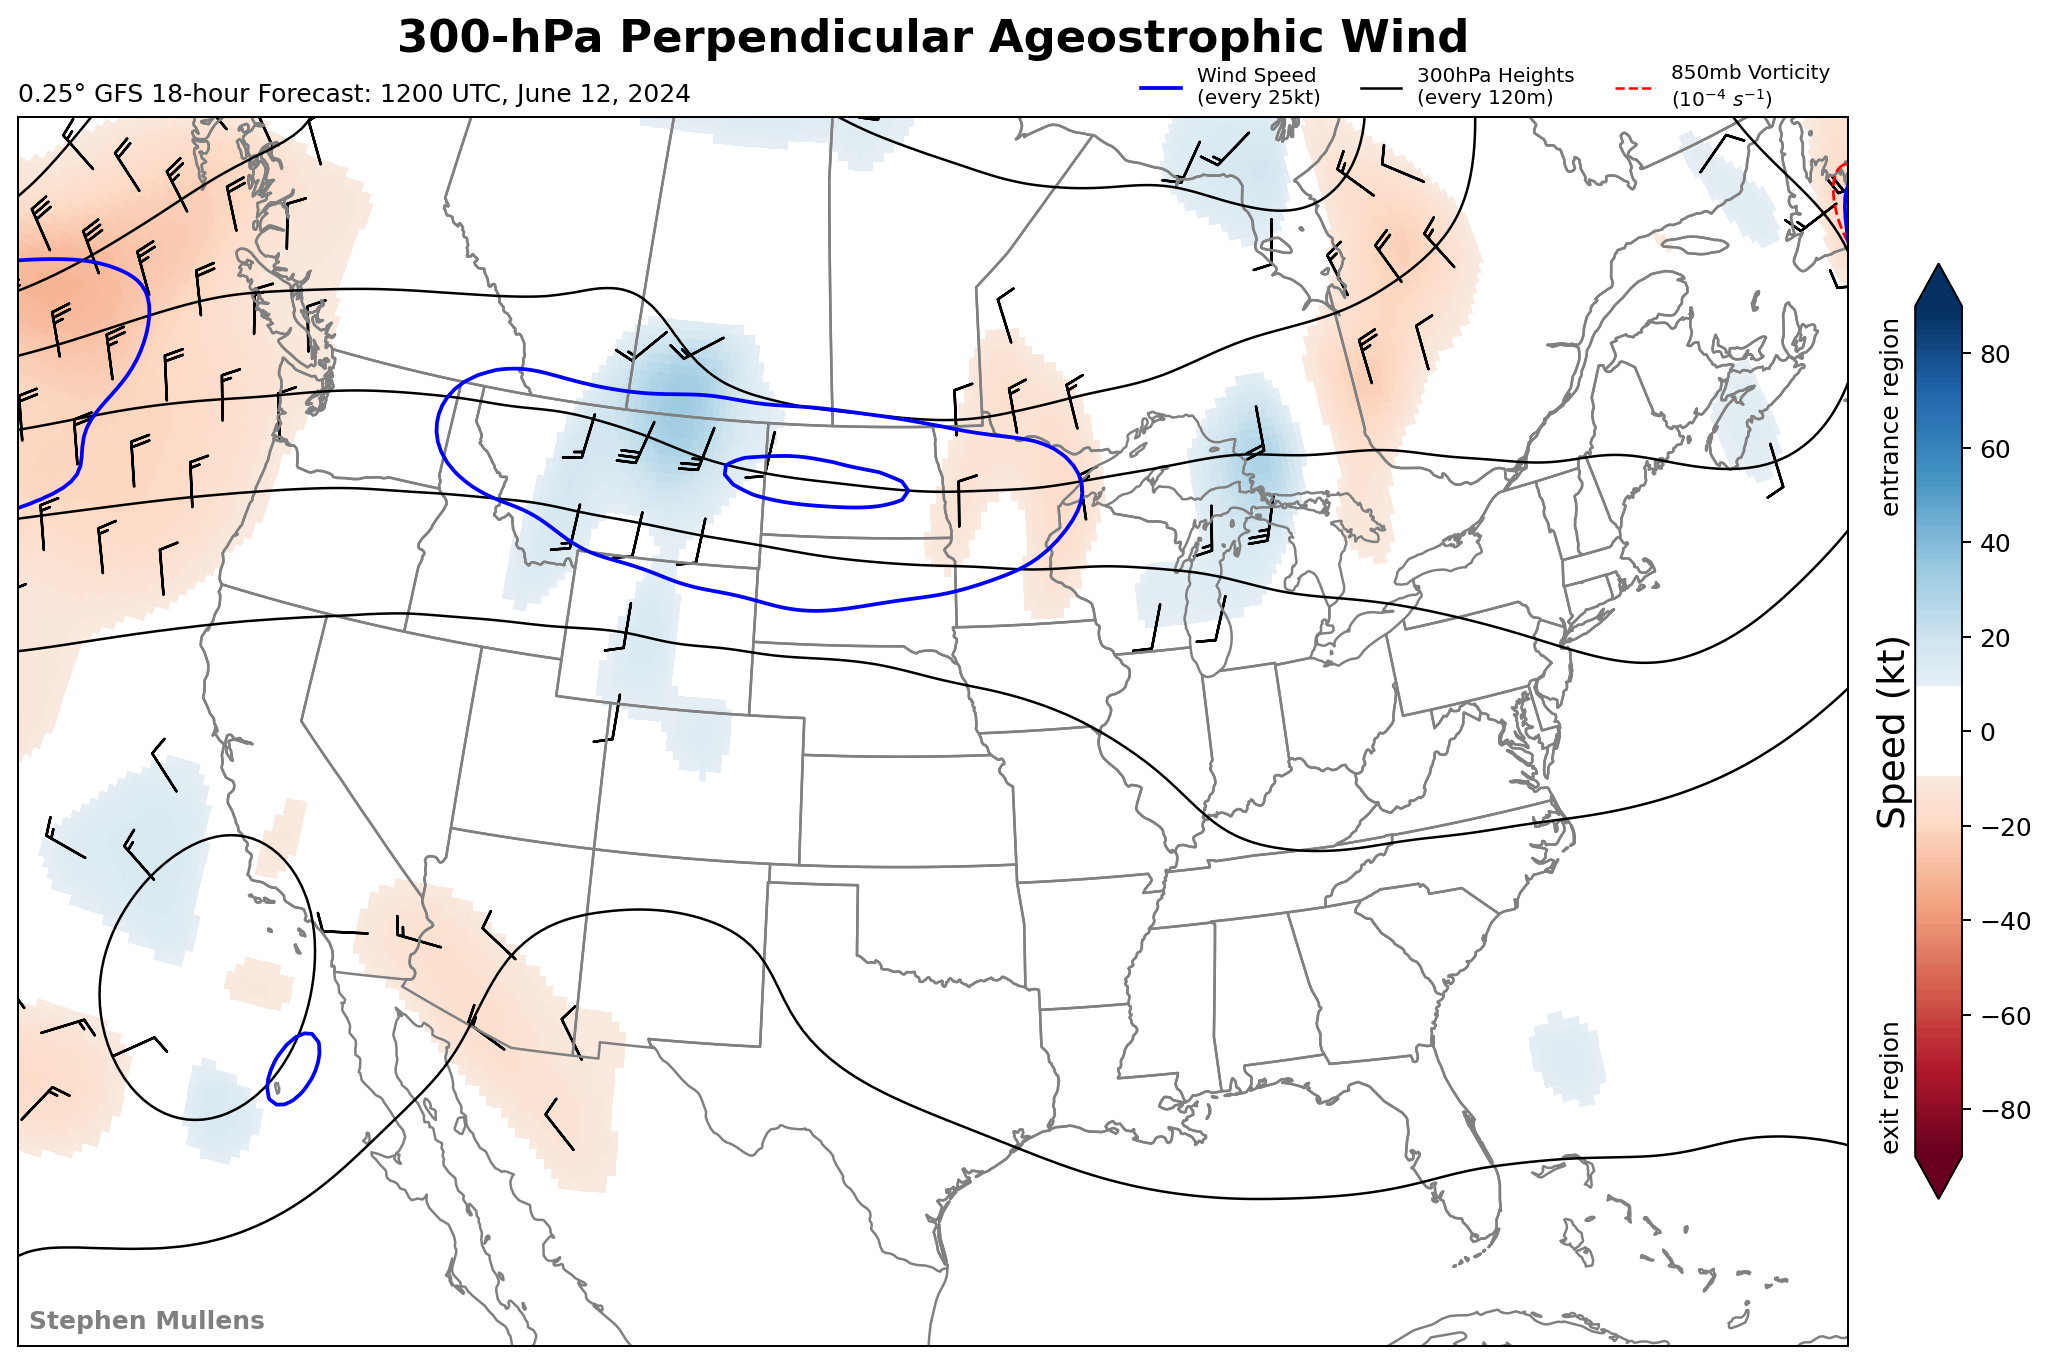 300-hPa Perpendicular Ageostrophic Wind
0.25° GFS 18-hour Forecast: 1200 UTC, June 12, 2024
Wind Speed
(every 25kt)
300hPa Heights
(every 120m)
850mb Vorticity
(10⁻⁴ s⁻¹)
entrance region
Speed (kt)
exit region
80
60
40
20
0
−20
−40
−60
−80
Stephen Mullens